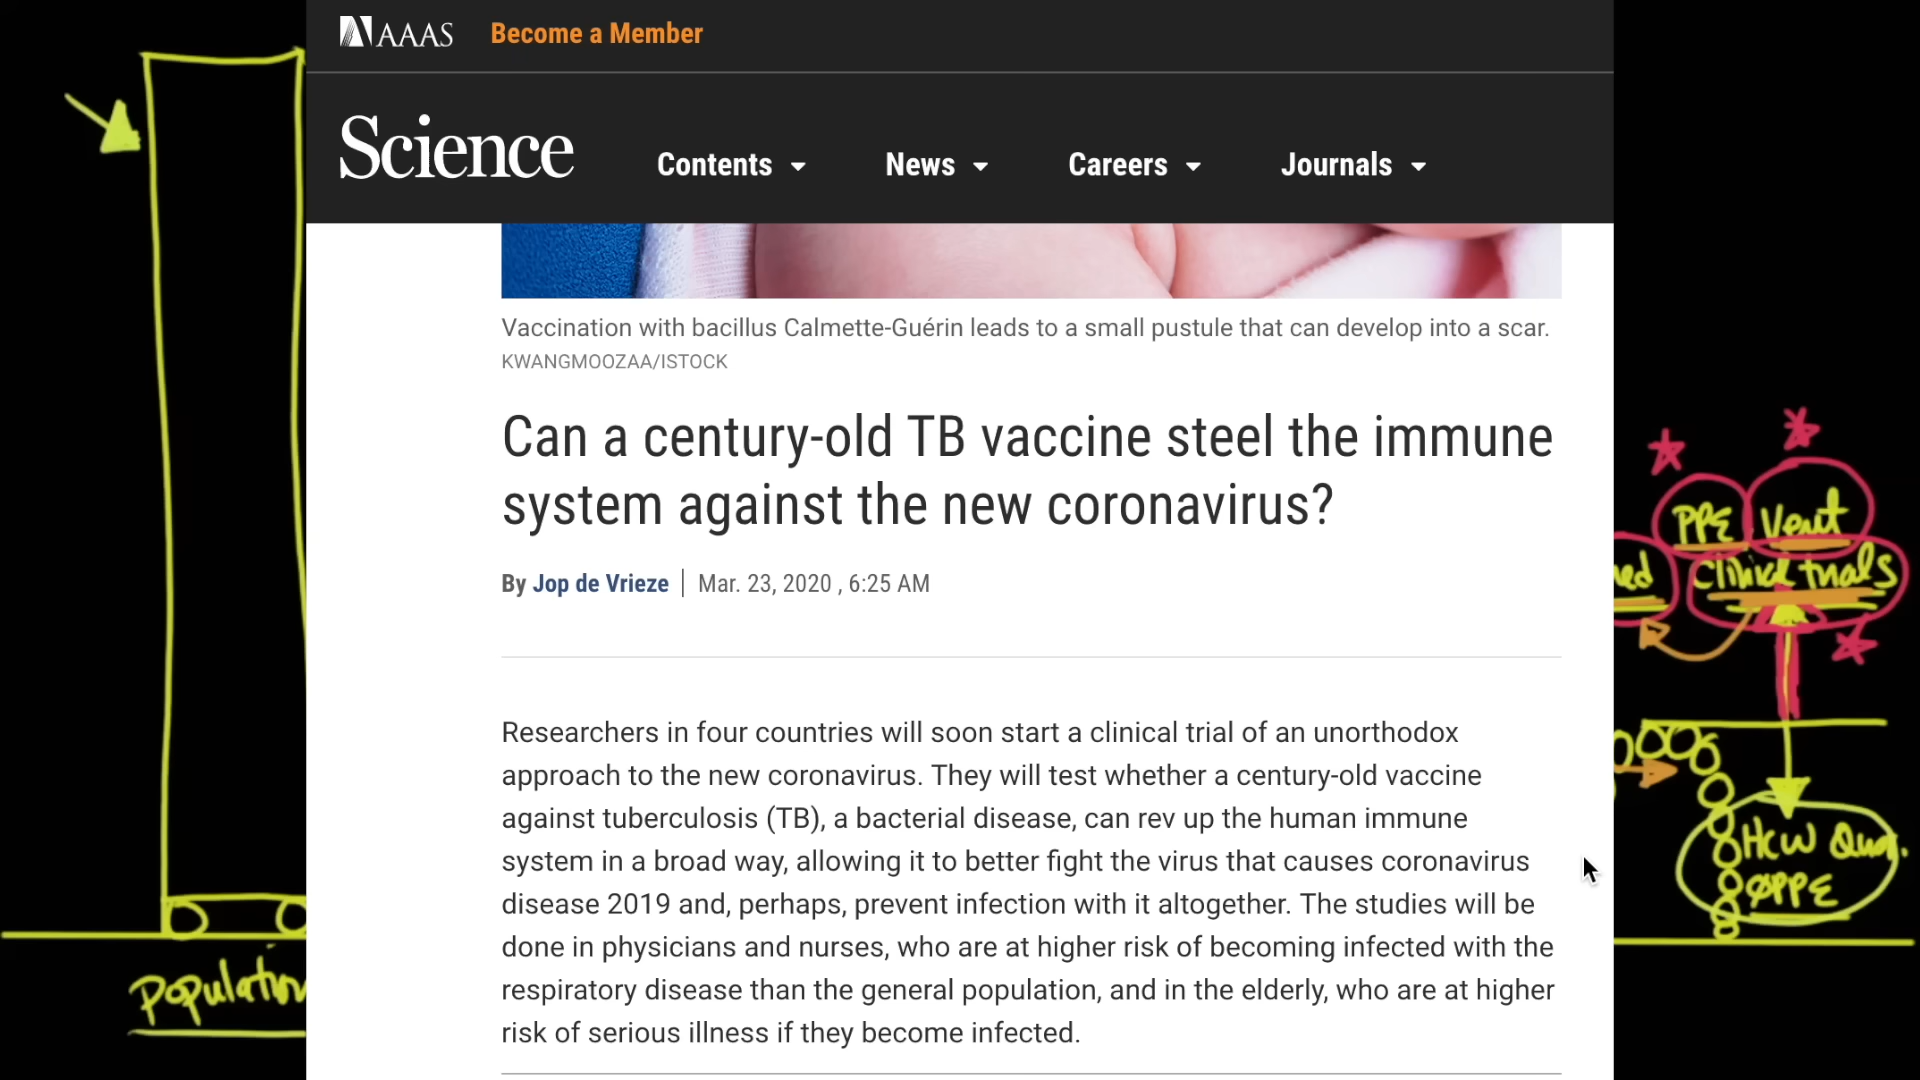 AAAS
Become a Member
Science
Contents
News
Careers
Journals
Vaccination with bacillus Calmette-Guérin leads to a small pustule that can develop into a scar.
KWANGMOOZAA/ISTOCK
Can a century-old TB vaccine steel the immune
system against the new coronavirus?
By Jop de Vrieze | Mar. 23, 2020 , 6:25 AM
Researchers in four countries will soon start a clinical trial of an unorthodox
approach to the new coronavirus. They will test whether a century-old vaccine
against tuberculosis (TB), a bacterial disease, can rev up the human immune
system in a broad way, allowing it to better fight the virus that causes coronavirus
disease 2019 and, perhaps, prevent infection with it altogether. The studies will be
done in physicians and nurses, who are at higher risk of becoming infected with the
respiratory disease than the general population, and in the elderly, who are at higher
risk of serious illness if they become infected.
Population
PPE Vent
Clinical trials
HCW Quar.
ØPPE